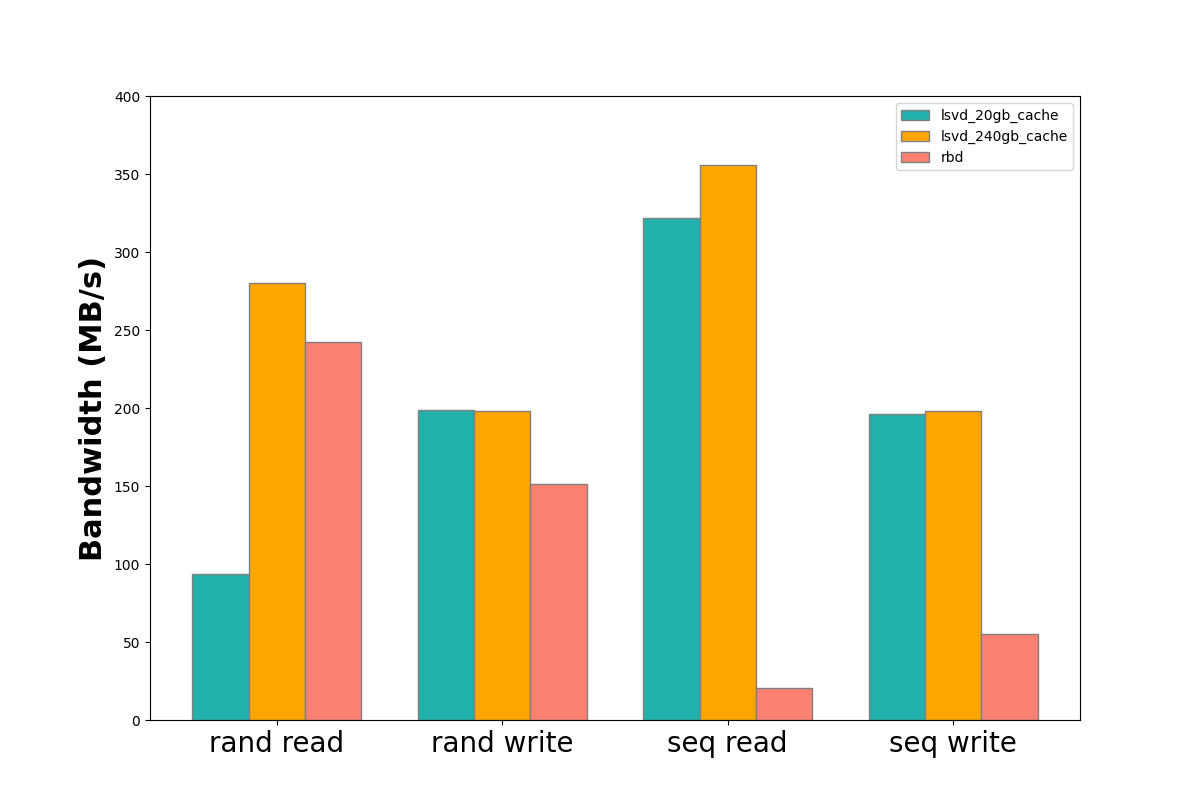 400
350
300
250
200
150
100
50
0
Bandwidth (MB/s)
lsvd_20gb_cache
lsvd_240gb_cache
rbd
rand read
rand write
seq read
seq write